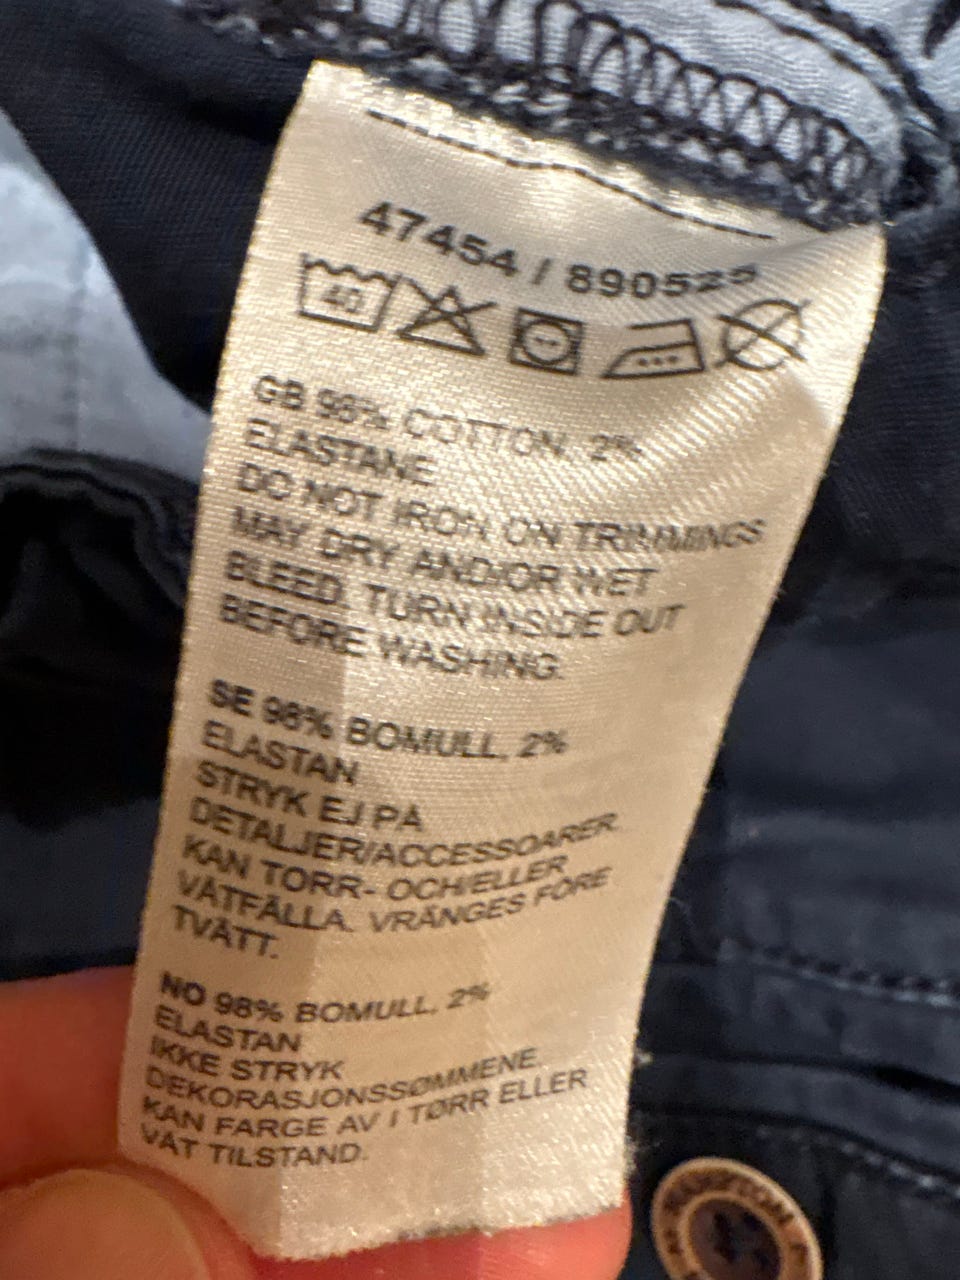 47454 / 890525
40
GB 98% COTTON, 2%
ELASTANE
DO NOT IRON ON TRIMMINGS
MAY DRY AND/OR WET
BLEED. TURN INSIDE OUT
BEFORE WASHING.
SE 98% BOMULL, 2%
ELASTAN
STRYK EJ PÅ
DETALJER/ACCESSOARER.
KAN TORR- OCH/ELLER
VÅTFÄLLA. VRÄNGES FÖRE
TVÄTT.
NO 98% BOMULL, 2%
ELASTAN
IKKE STRYK
DEKORASJONSSØMMENE.
KAN FARGE AV I TØRR ELLER
VÅT TILSTAND.